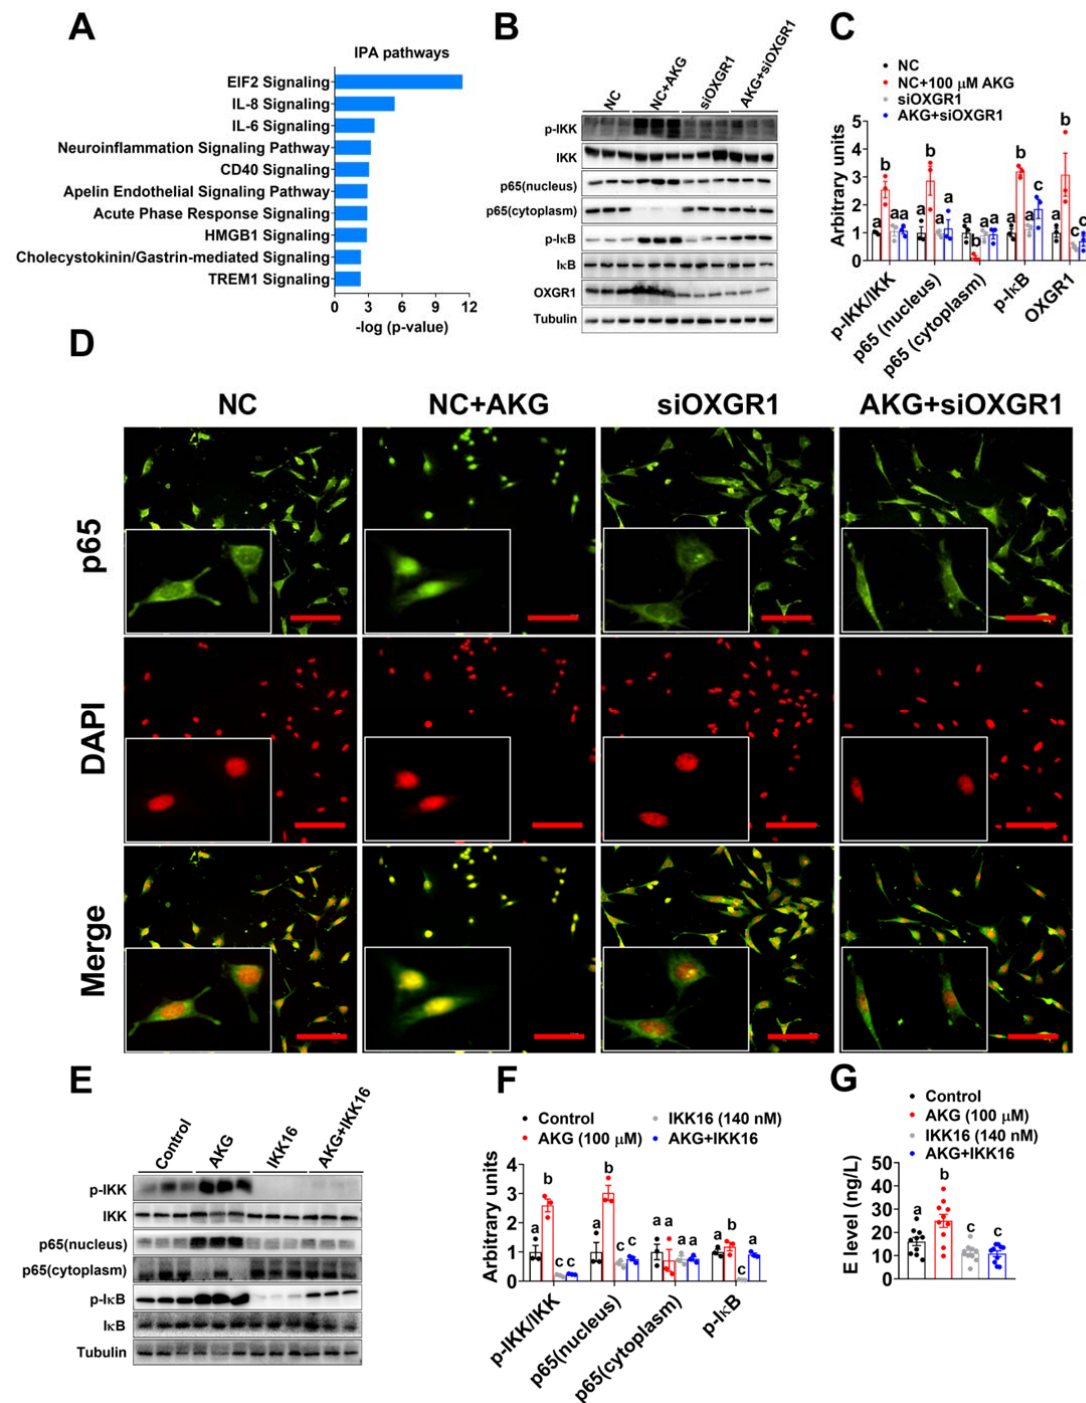 A
IPA pathways
EIF2 Signaling
IL-8 Signaling
IL-6 Signaling
Neuroinflammation Signaling Pathway
CD40 Signaling
Apelin Endothelial Signaling Pathway
Acute Phase Response Signaling
HMGB1 Signaling
Cholecystokinin/Gastrin-mediated Signaling
TREM1 Signaling
0 3 6 9 12
-log (p-value)
B
NC
NC+AKG
siOXGR1
AKG+siOXGR1
p-IKK
IKK
p65(nucleus)
p65(cytoplasm)
p-IκB
IκB
OXGR1
Tubulin
C
NC
NC+100 μM AKG
siOXGR1
AKG+siOXGR1
Arbitrary units
5
4
3
2
1
0
a b a a
a b a a
a b a a
a b a c
a b c c
p-IKK/IKK
p65 (nucleus)
p65 (cytoplasm)
p-IκB
OXGR1
D
NC
NC+AKG
siOXGR1
AKG+siOXGR1
p65
DAPI
Merge
E
Control
AKG
IKK16
AKG+IKK16
p-IKK
IKK
p65(nucleus)
p65(cytoplasm)
p-IκB
IκB
Tubulin
F
Control
AKG (100 μM)
IKK16 (140 nM)
AKG+IKK16
Arbitrary units
4
3
2
1
0
a b c c
a b c c
a a a a
a b c a
p-IKK/IKK
p65(nucleus)
p65(cytoplasm)
p-IκB
G
Control
AKG (100 μM)
IKK16 (140 nM)
AKG+IKK16
E level (ng/L)
50
40
30
20
10
0
a b c c